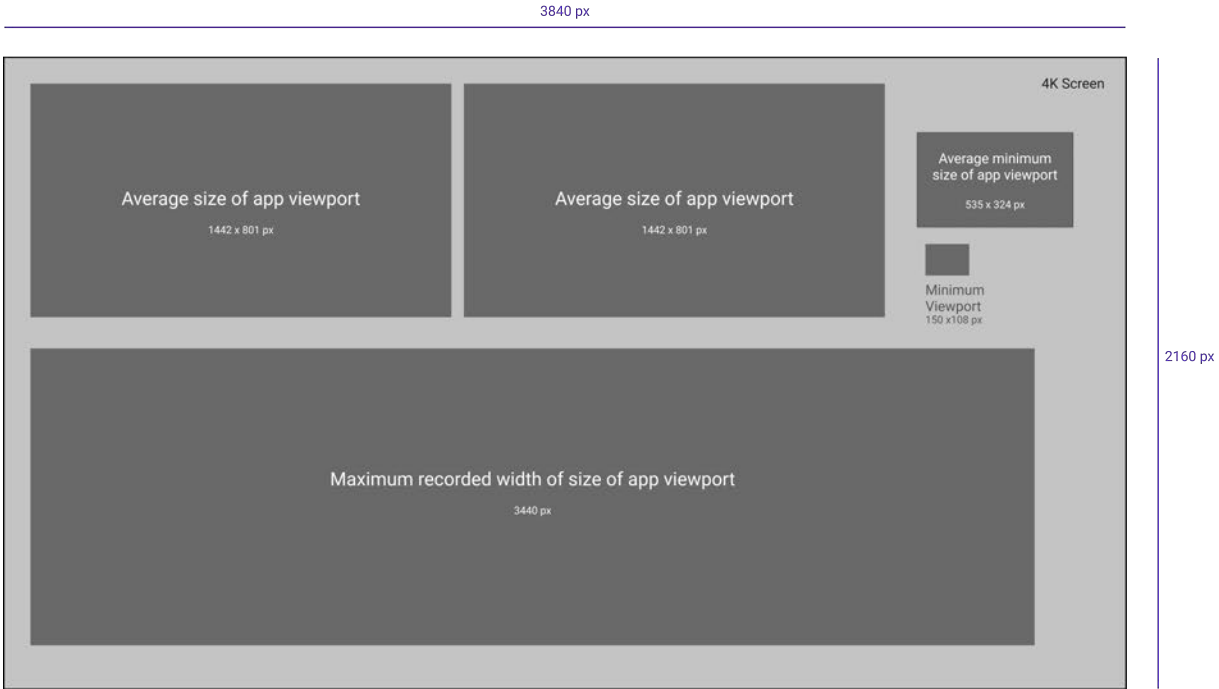 3840 px
4K Screen
Average size of app viewport
1442 x 801 px
Average size of app viewport
1442 x 801 px
Average minimum
size of app viewport
535 x 324 px
Minimum
Viewport
150 x108 px
2160 px
Maximum recorded width of size of app viewport
3440 px